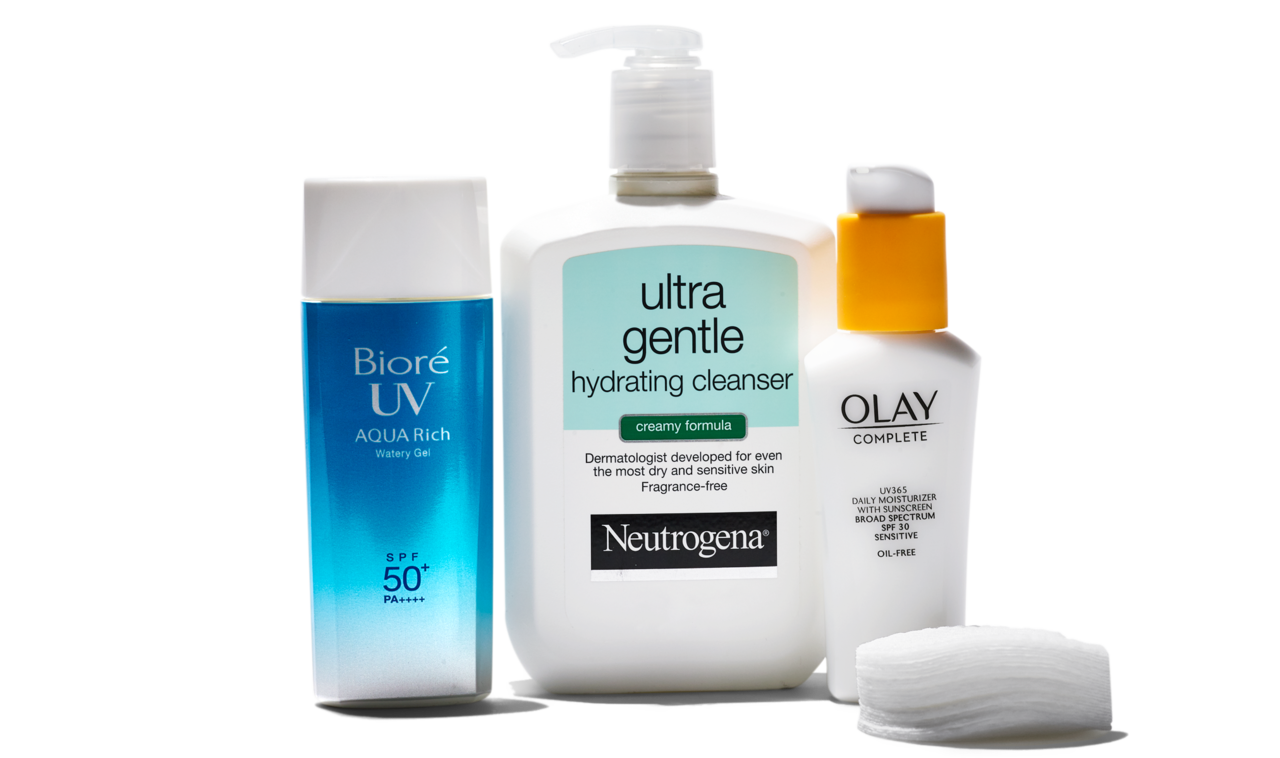 Bioré
UV
AQUA Rich
Watery Gel
SPF
50+
PA++++
ultra
gentle
hydrating cleanser
creamy formula
Dermatologist developed for even
the most dry and sensitive skin
Fragrance-free
Neutrogena®
OLAY
COMPLETE
UV365
DAILY MOISTURIZER
WITH SUNSCREEN
BROAD SPECTRUM
SPF 30
SENSITIVE
OIL-FREE